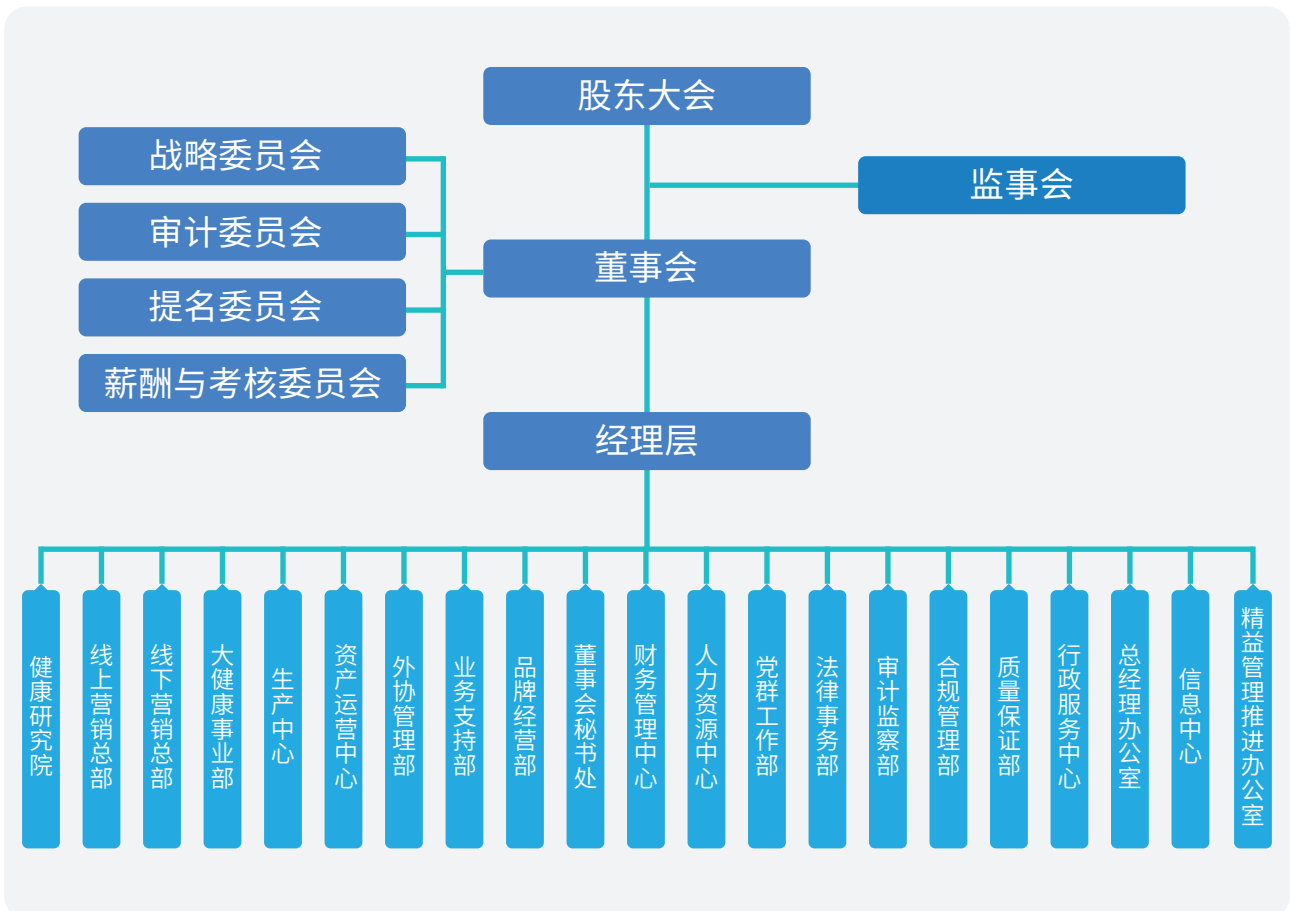 股东大会
战略委员会
监事会
审计委员会
董事会
提名委员会
薪酬与考核委员会
经理层
健康研究院
线上营销总部
线下营销总部
大健康事业部
生产中心
资产运营中心
外协管理部
业务支持部
品牌经营部
董事会秘书处
财务管理中心
人力资源中心
党群工作部
法律事务部
审计监察部
合规管理部
质量保证部
行政服务中心
总经理办公室
信息中心
精益管理推进办公室